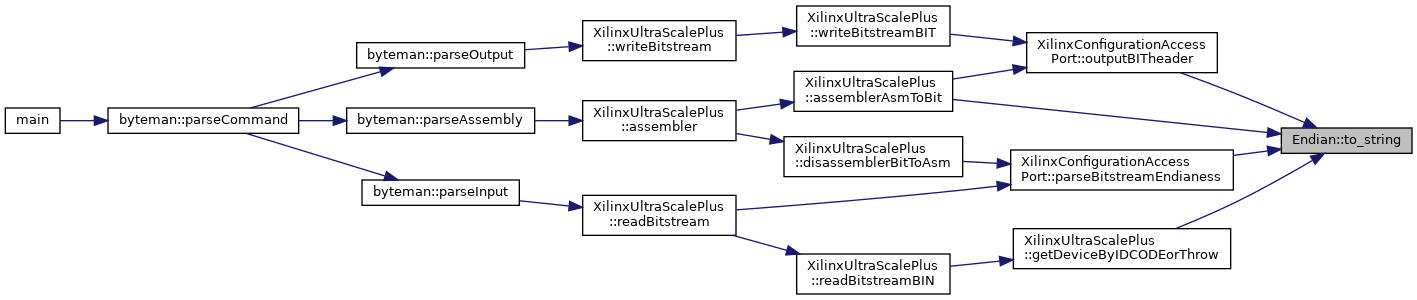 main
byteman::parseCommand
byteman::parseOutput
byteman::parseAssembly
byteman::parseInput
XilinxUltraScalePlus
::writeBitstream
XilinxUltraScalePlus
::assembler
XilinxUltraScalePlus
::readBitstream
XilinxUltraScalePlus
::writeBitstreamBIT
XilinxUltraScalePlus
::assemblerAsmToBit
XilinxUltraScalePlus
::disassemblerBitToAsm
XilinxUltraScalePlus
::readBitstreamBIN
XilinxConfigurationAccess
Port::outputBITheader
XilinxConfigurationAccess
Port::parseBitstreamEndianess
XilinxUltraScalePlus
::getDeviceByIDCODEorThrow
Endian::to_string